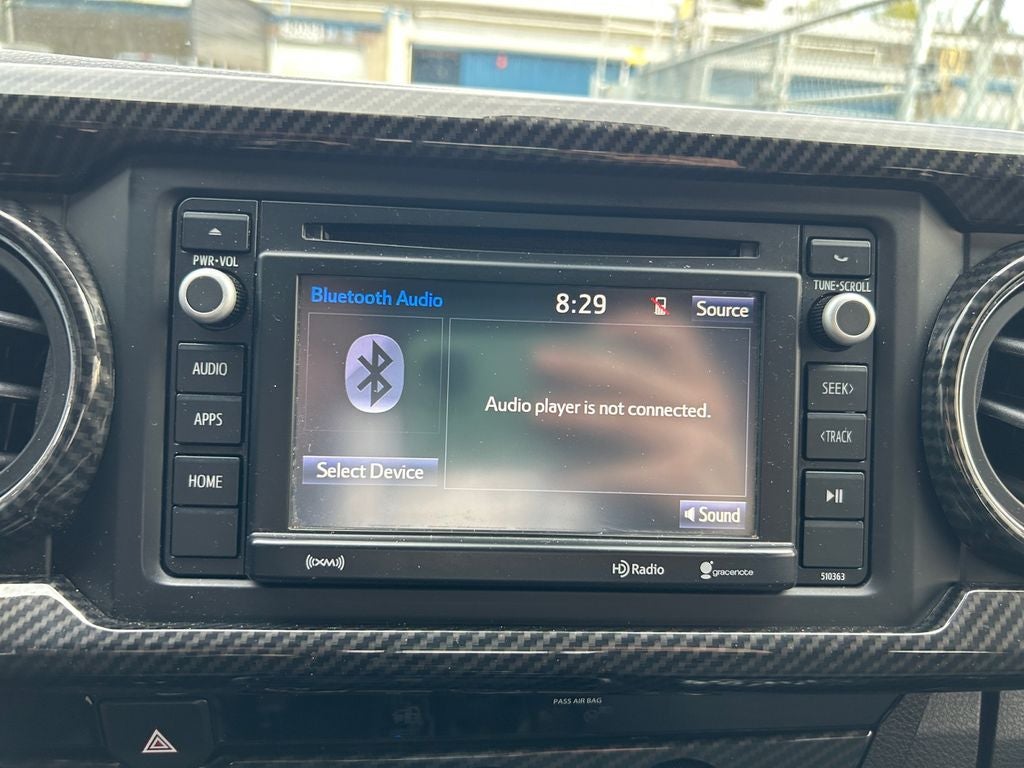 PWR•VOL
AUDIO
APPS
HOME
Bluetooth Audio 8:29 Source
Audio player is not connected.
Select Device
Sound
TUNE•SCROLL
SEEK>
<TRACK
510363
((XM)) HD Radio gracenote
PASS AIR BAG